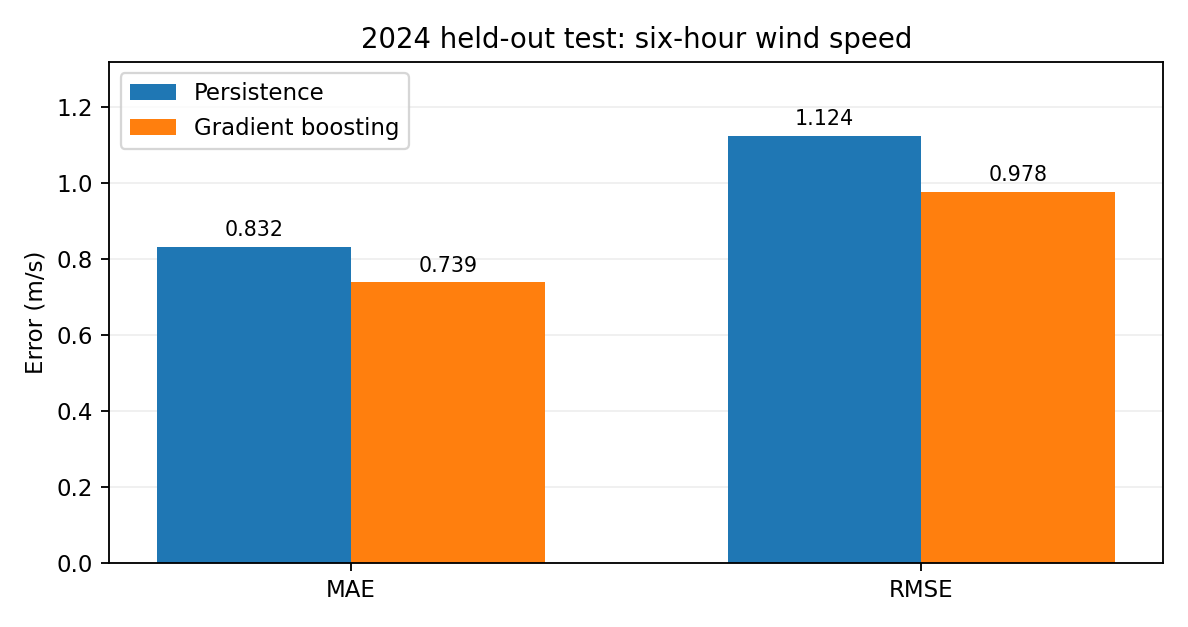 2024 held-out test: six-hour wind speed
Persistence
Gradient boosting
Error (m/s)
1.2
1.0
0.8
0.6
0.4
0.2
0.0
0.832
0.739
1.124
0.978
MAE
RMSE